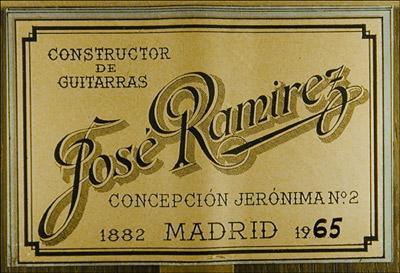 CONSTRUCTOR
DE
GUITARRAS
José Ramirez
CONCEPCIÓN JERÓNIMA Nº2
1882 MADRID 1965